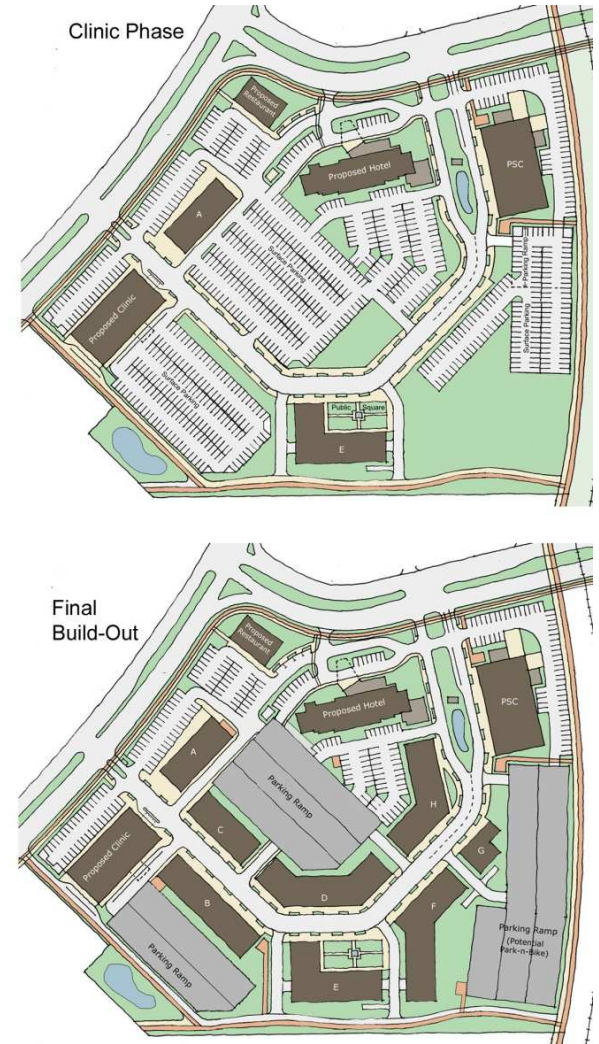 Clinic Phase
Proposed
Restaurant
Proposed Hotel
PSC
A
Surface Parking
Parking Ramp
Surface Parking
Proposed Clinic
Surface Parking
Public Square
E
Final
Build-Out
Proposed
Restaurant
Proposed Hotel
PSC
A
Parking Ramp
H
C
G
Proposed Clinic
D
B
F
Parking Ramp
Parking Ramp
(Potential
Park-n-Bike)
E